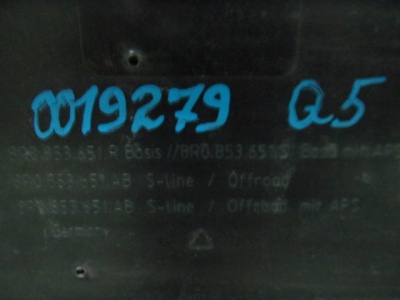 0019279 Q5
8R0.853.651.R Basis //8R0.853.651.S Basis mit APS
8R0.853.651.AB S-line / Offroad
8R0.853.651.AB S-line / Offroad mit APS
Germany